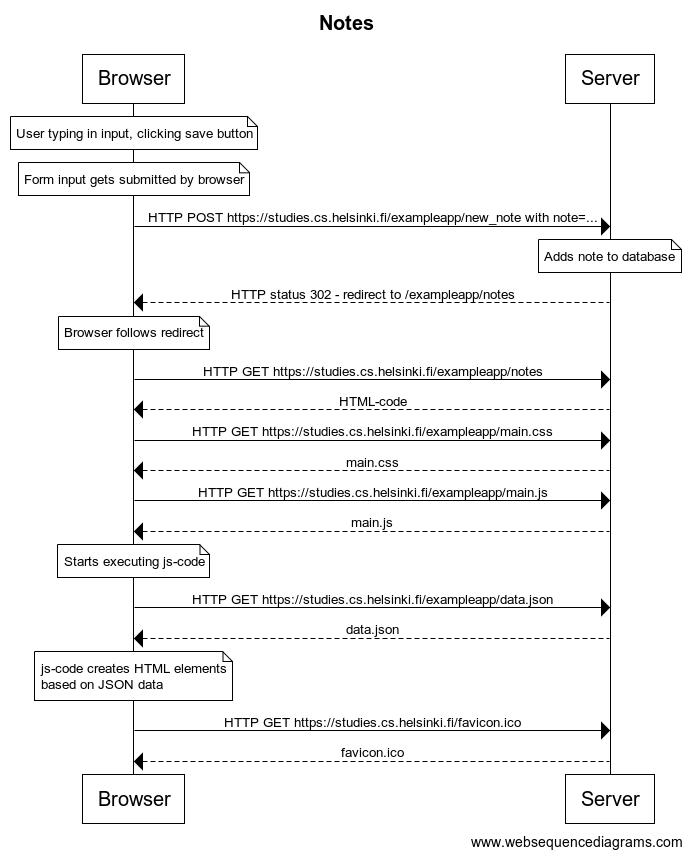 Notes
Browser
Server
User typing in input, clicking save button
Form input gets submitted by browser
HTTP POST https://studies.cs.helsinki.fi/exampleapp/new_note with note=...
Adds note to database
HTTP status 302 - redirect to /exampleapp/notes
Browser follows redirect
HTTP GET https://studies.cs.helsinki.fi/exampleapp/notes
HTML-code
HTTP GET https://studies.cs.helsinki.fi/exampleapp/main.css
main.css
HTTP GET https://studies.cs.helsinki.fi/exampleapp/main.js
main.js
Starts executing js-code
HTTP GET https://studies.cs.helsinki.fi/exampleapp/data.json
data.json
js-code creates HTML elements
based on JSON data
HTTP GET https://studies.cs.helsinki.fi/favicon.ico
favicon.ico
Browser
Server
www.websequencediagrams.com